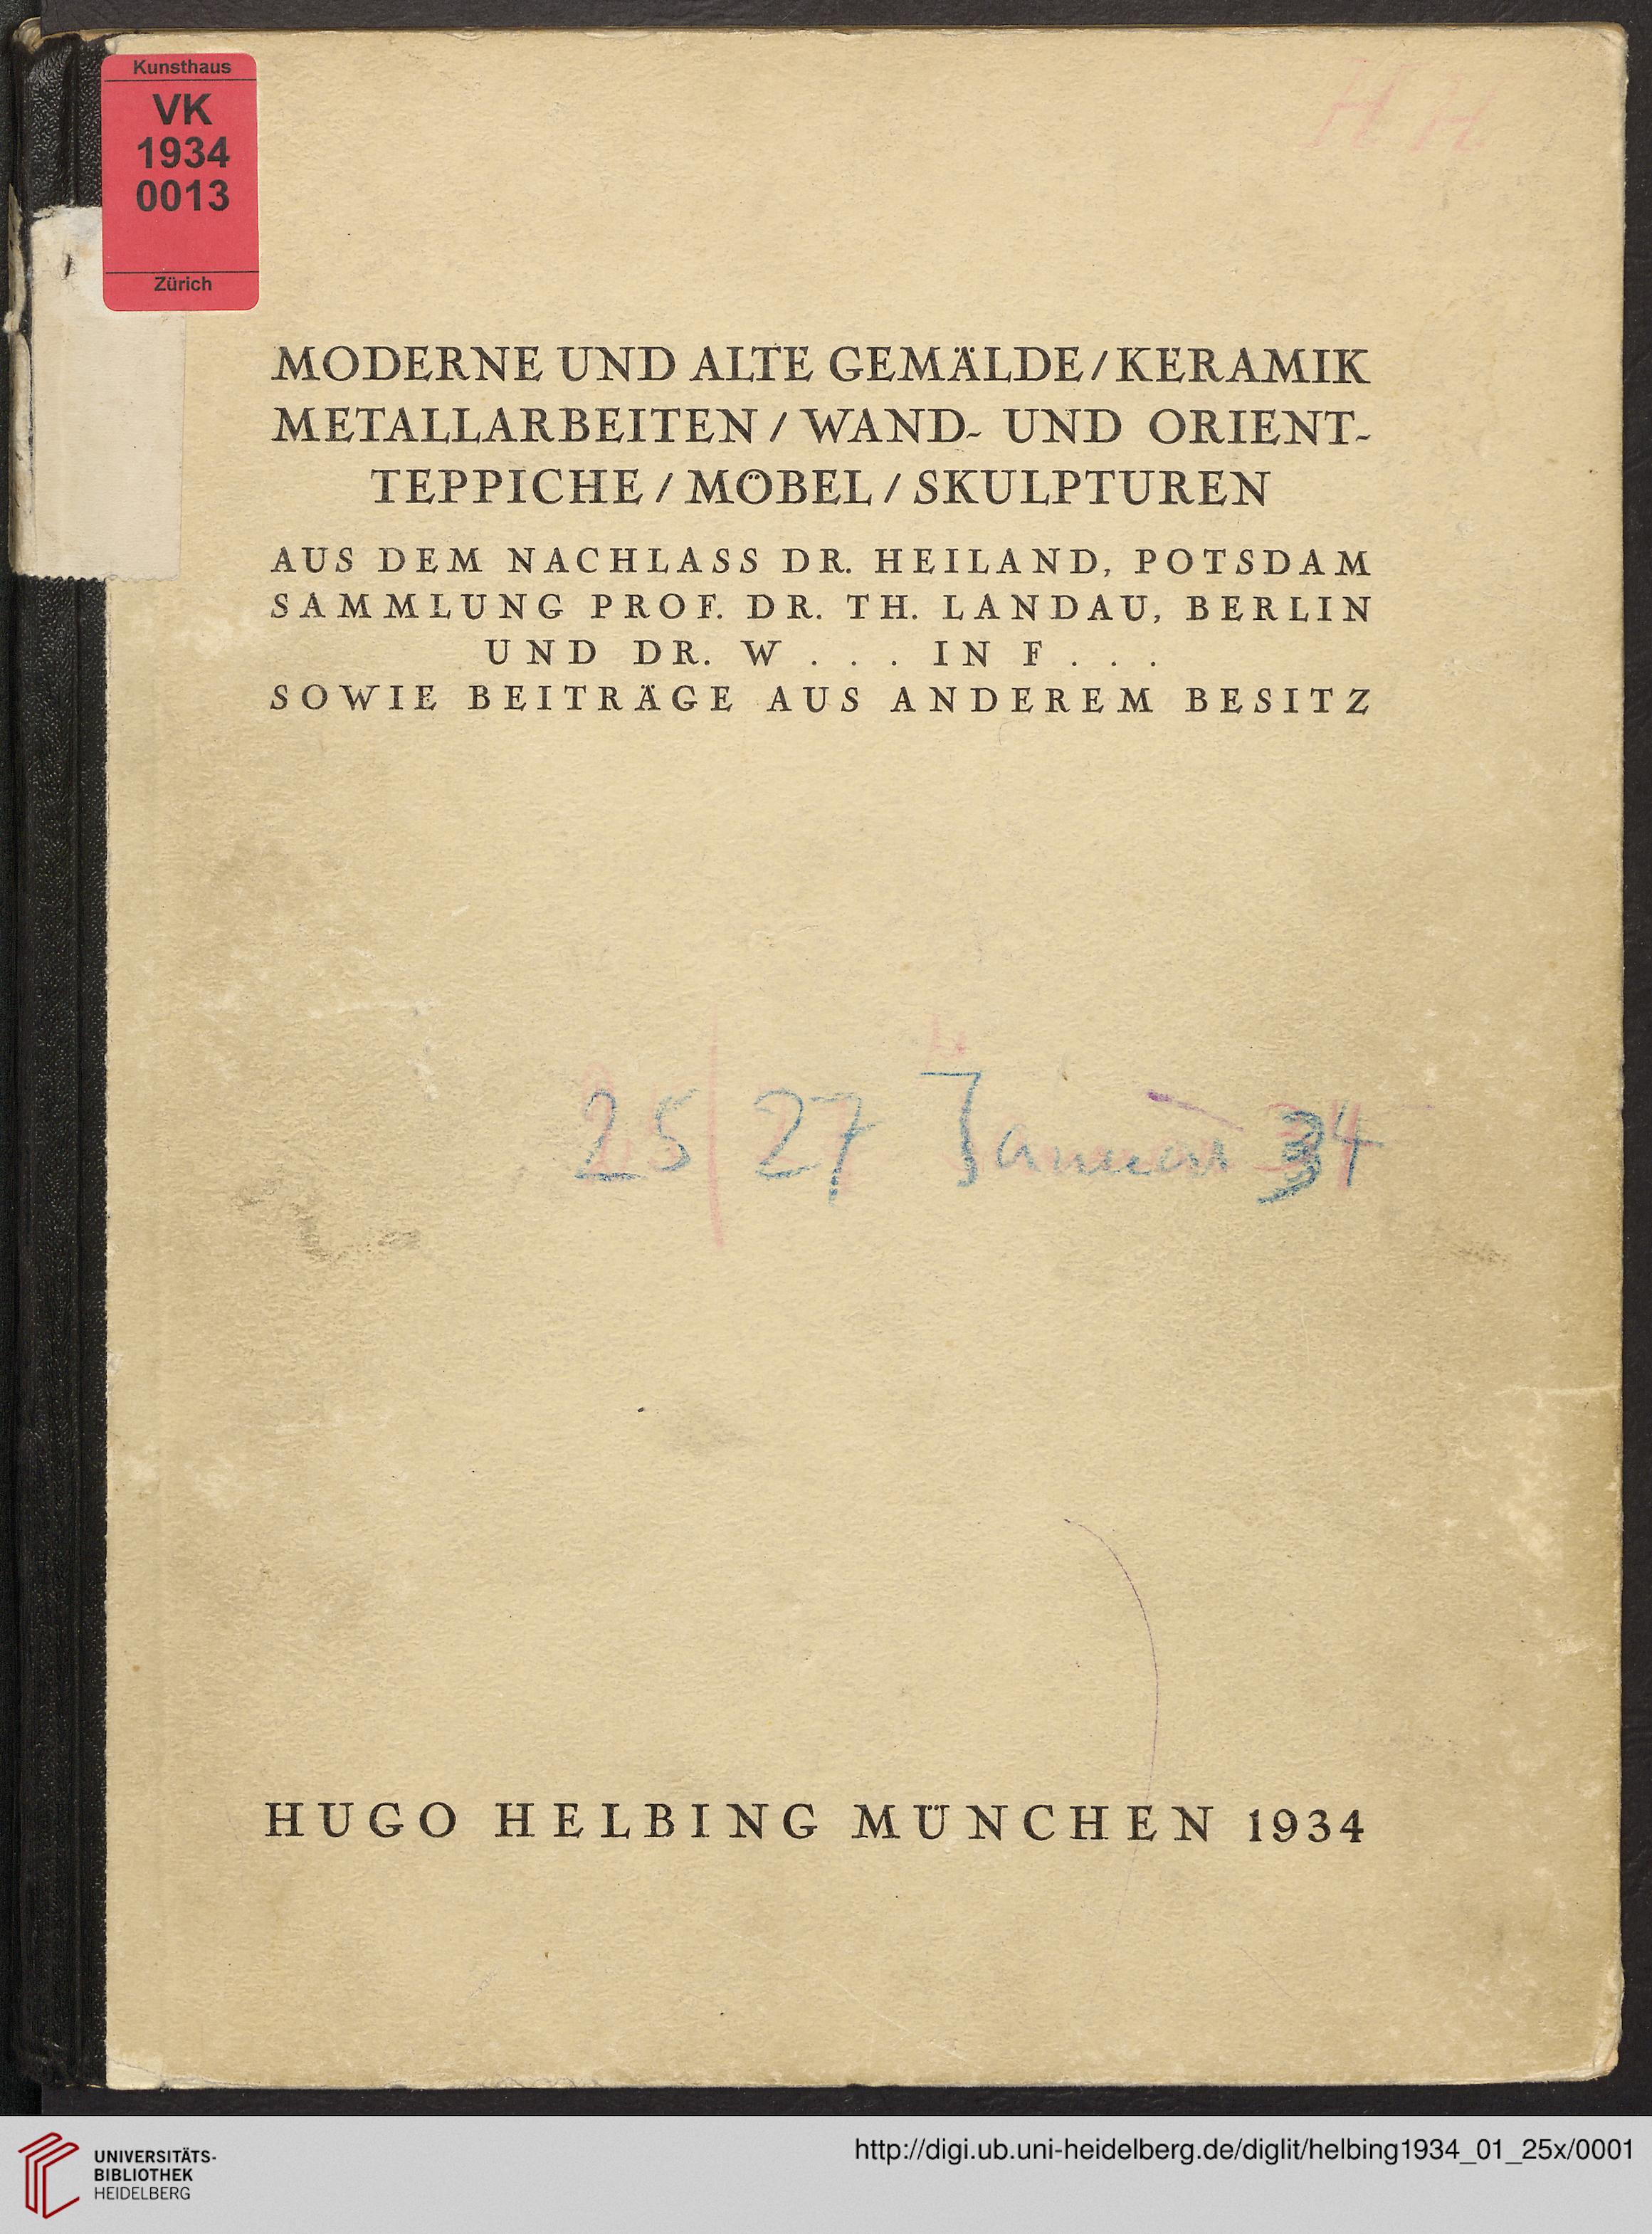 Kunsthaus
VK
1934
0013
Zürich
H. H.
MODERNE UND ALTE GEMÄLDE / KERAMIK
METALLARBEITEN / WAND- UND ORIENT-
TEPPICHE / MÖBEL / SKULPTUREN
AUS DEM NACHLASS DR. HEILAND, POTSDAM
SAMMLUNG PROF. DR. TH. LANDAU, BERLIN
UND DR. W . . . IN F . . .
SOWIE BEITRÄGE AUS ANDEREM BESITZ
25/27 Januar 34
HUGO HELBING MÜNCHEN 1934
UNIVERSITÄTS-
BIBLIOTHEK
HEIDELBERG
http://digi.ub.uni-heidelberg.de/diglit/helbing1934_01_25x/0001